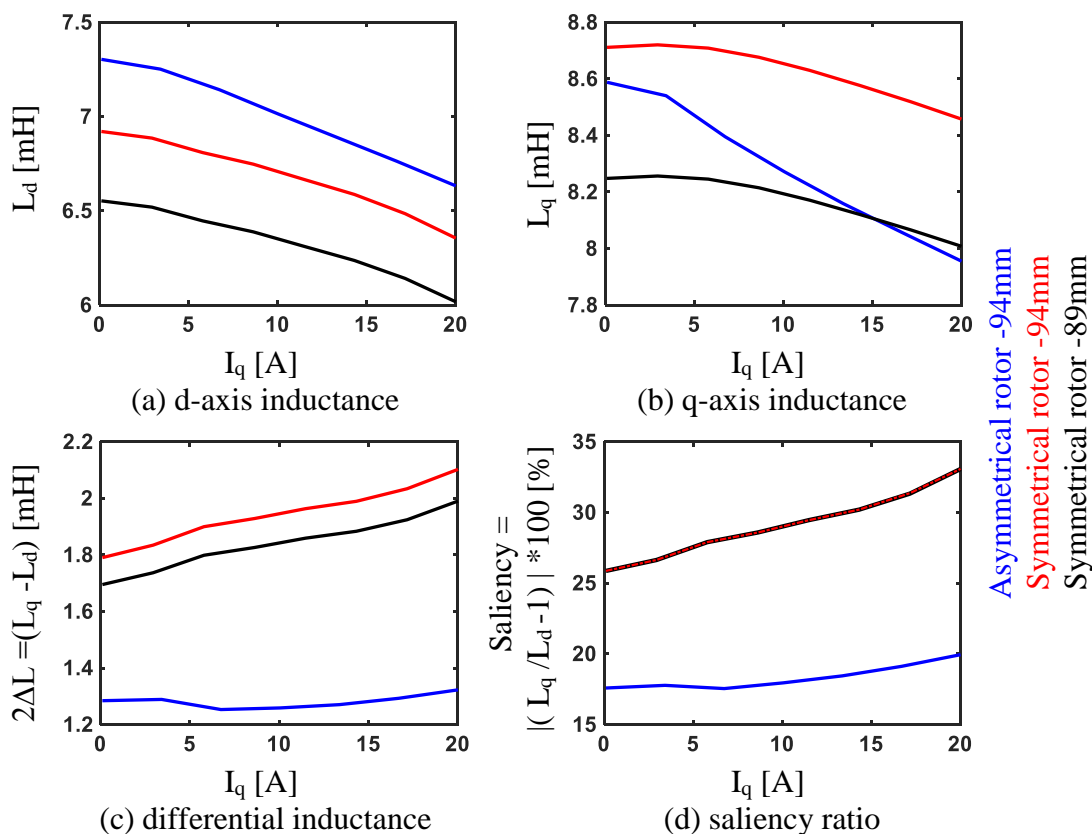 7.5
7
6.5
6
L_d [mH]
0 5 10 15 20
I_q [A]
(a) d-axis inductance
8.8
8.6
8.4
8.2
8
7.8
L_q [mH]
0 5 10 15 20
I_q [A]
(b) q-axis inductance
2.2
2
1.8
1.6
1.4
1.2
2ΔL =(L_q -L_d) [mH]
0 5 10 15 20
I_q [A]
(c) differential inductance
35
30
25
20
15
Saliency =
|( L_q /L_d-1) | *100 [%]
0 5 10 15 20
I_q [A]
(d) saliency ratio
Asymmetrical rotor -94mm
Symmetrical rotor -94mm
Symmetrical rotor -89mm